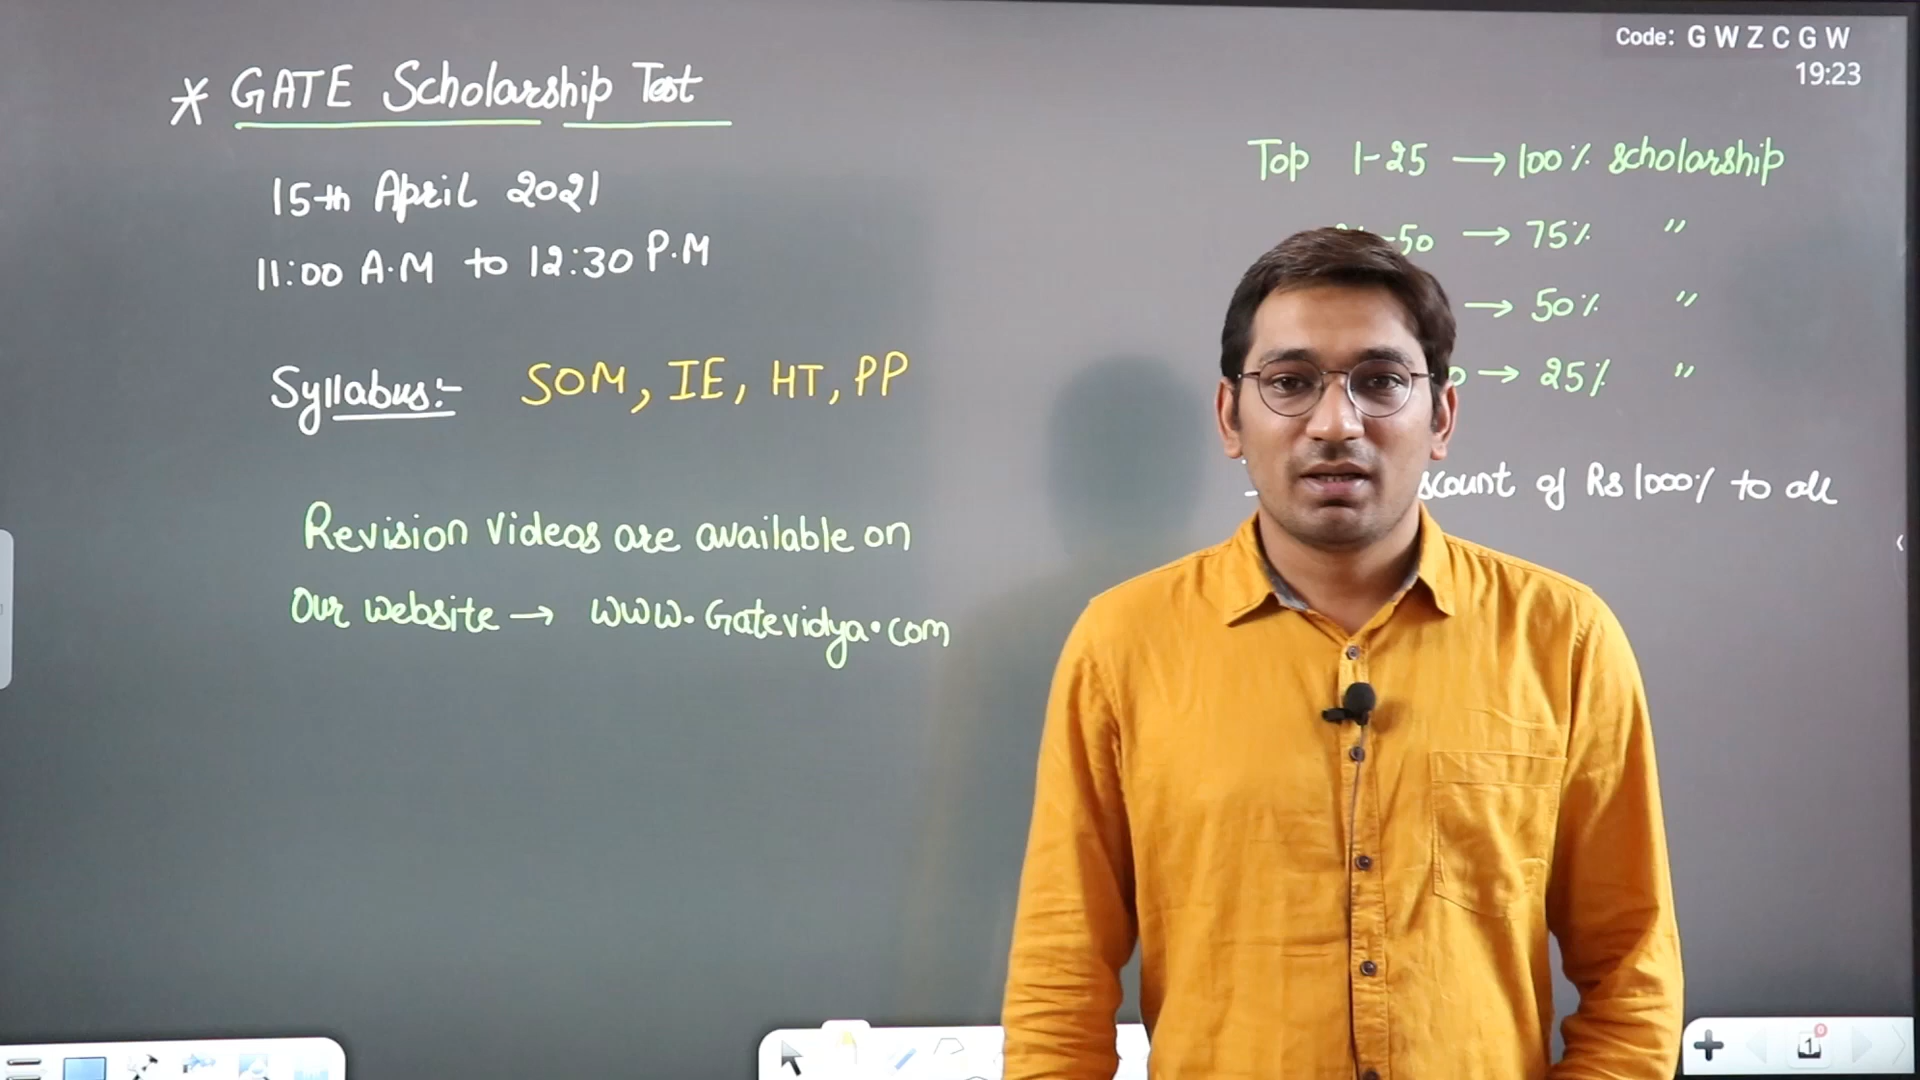 Code: GWZCGW
19:23
* GATE Scholarship Test
15th April 2021
11:00 A.M to 12:30 P.M
Syllabus:- SOM, IE, HT, PP
Revision Videos are available on
Our website → www.Gatevidya.com
Top 1-25 → 100% scholarship
-50 → 75% "
→ 50% "
→ 25% "
of Rs 1000/ to all
1